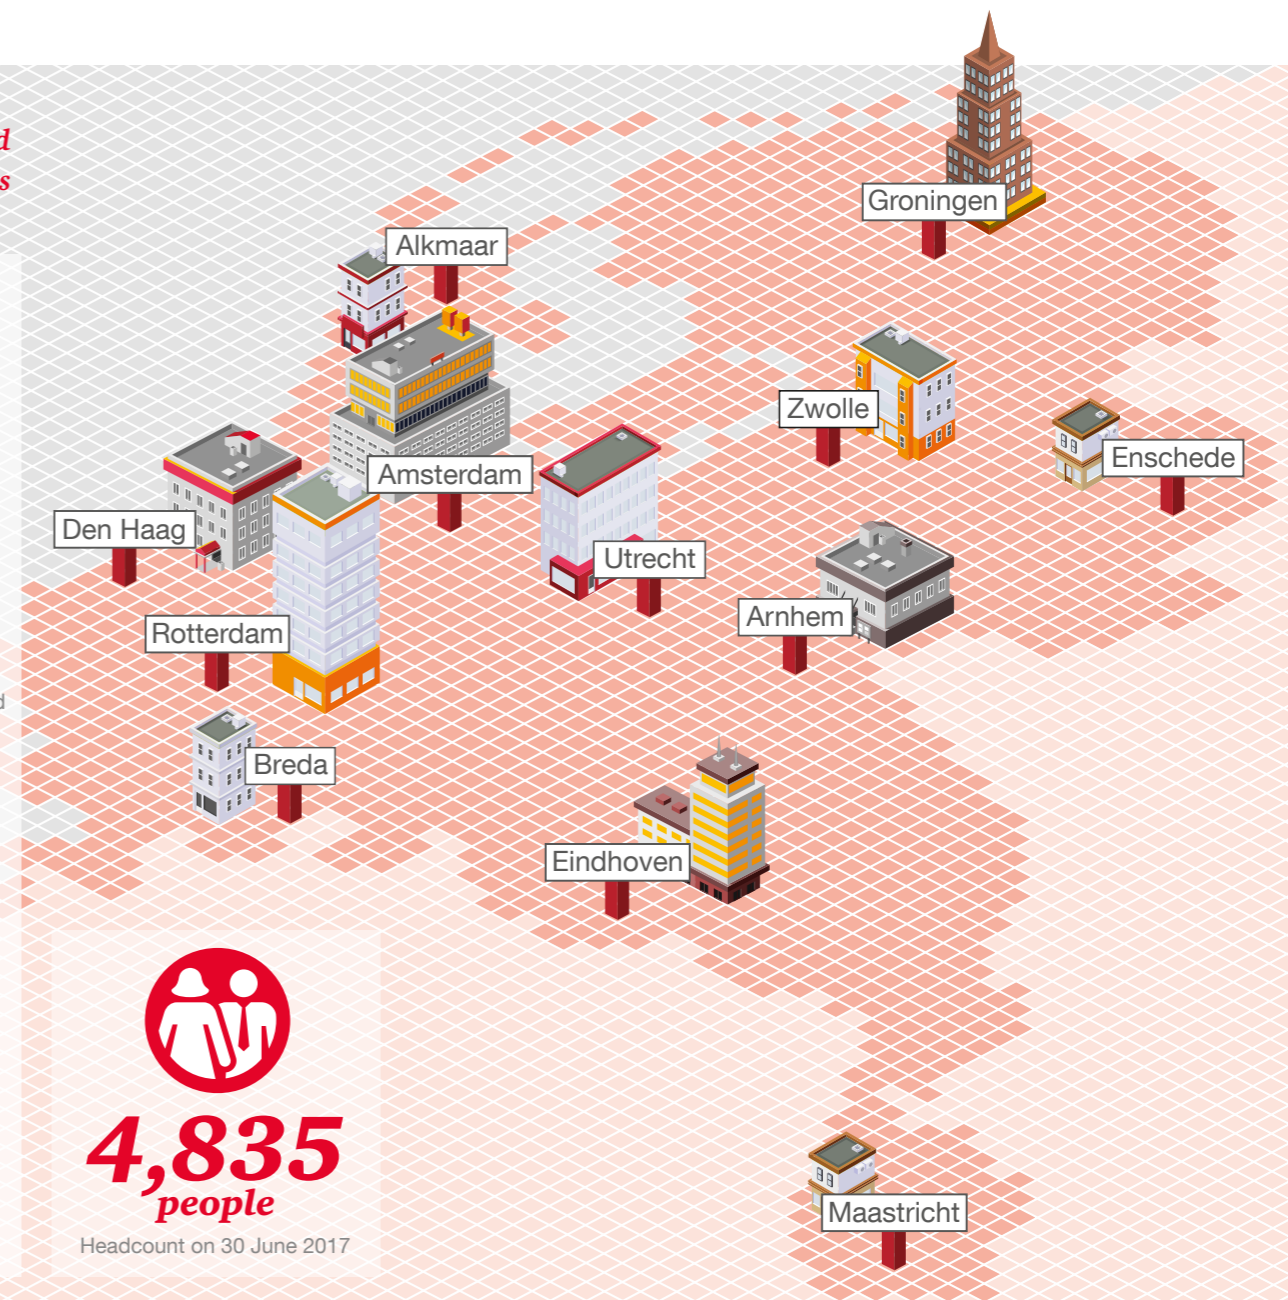 Groningen
Alkmaar
Zwolle
Enschede
Amsterdam
Den Haag
Utrecht
Arnhem
Rotterdam
Breda
Eindhoven
4,835
people
Headcount on 30 June 2017
Maastricht